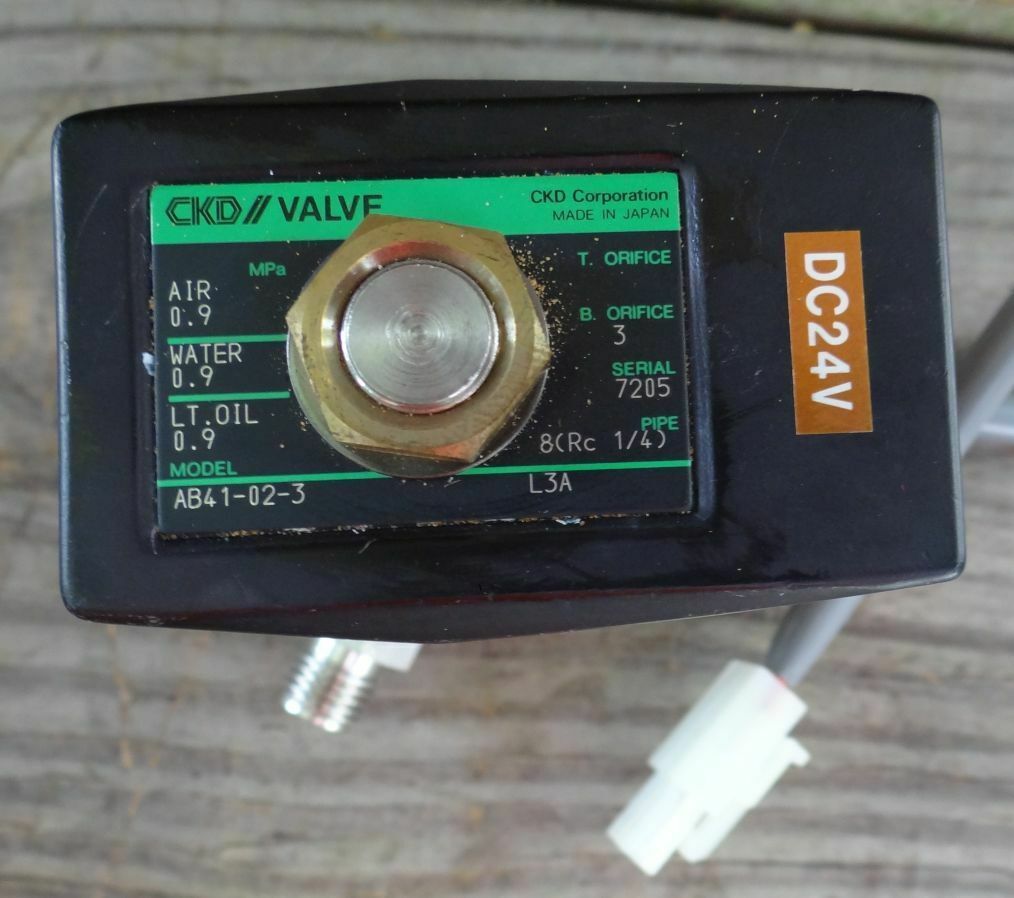 CKD// VALVE
CKD Corporation
MADE IN JAPAN
MPa
AIR
0.9
WATER
0.9
LT.OIL
0.9
MODEL
AB41-02-3
T. ORIFICE
B. ORIFICE
3
SERIAL
7205
PIPE
8(Rc 1/4)
L3A
DC24V